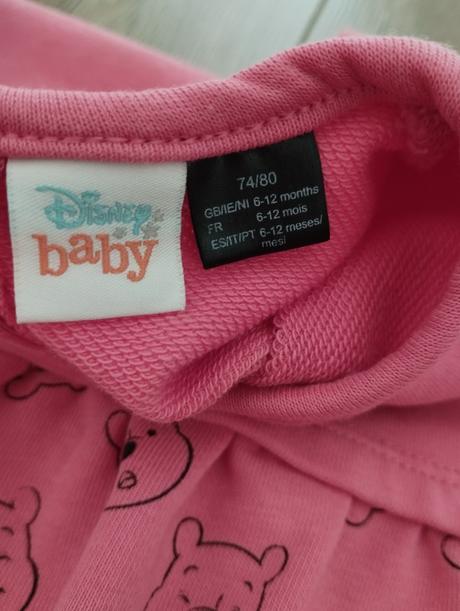 Disney
baby
74/80
GB/IE/NI 6-12 months
FR 6-12 mois
ES/IT/PT 6-12 meses/
mesi